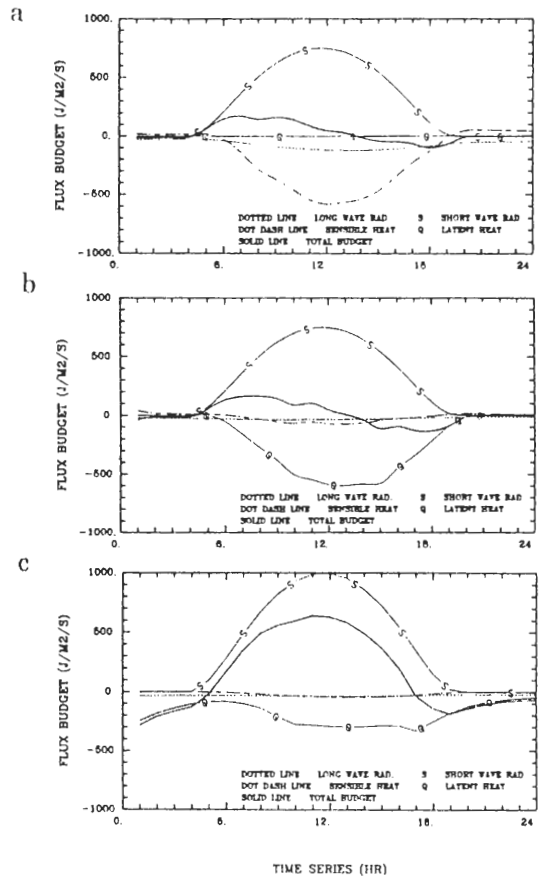 a
1000.
500
0.
-500
-1000
0.
6.
12.
18.
24
FLUX BUDGET (J/M2/S)
S S S S S
Q Q Q Q Q
DOTTED LINE LONG WAVE RAD S SHORT WAVE RAD
DOT DASH LINE SENSIBLE HEAT Q LATENT HEAT
SOLID LINE TOTAL BUDGET
b
1000
500
0
-500
-1000
0.
6.
12.
18.
24
FLUX BUDGET (J/M2/S)
S S S S S
Q Q Q Q Q
DOTTED LINE LONG WAVE RAD. S SHORT WAVE RAD
DOT DASH LINE SENSIBLE HEAT Q LATENT HEAT
SOLID LINE TOTAL BUDGET
c
1000
500
0
-500
-1000
0.
6.
12.
18.
24
FLUX BUDGET (J/M2/S)
S S S S S S S
Q Q Q Q Q
DOTTED LINE LONG WAVE RAD. S SHORT WAVE RAD
DOT DASH LINE SENSIBLE HEAT Q LATENT HEAT
SOLID LINE TOTAL BUDGET
TIME SERIES (HR)